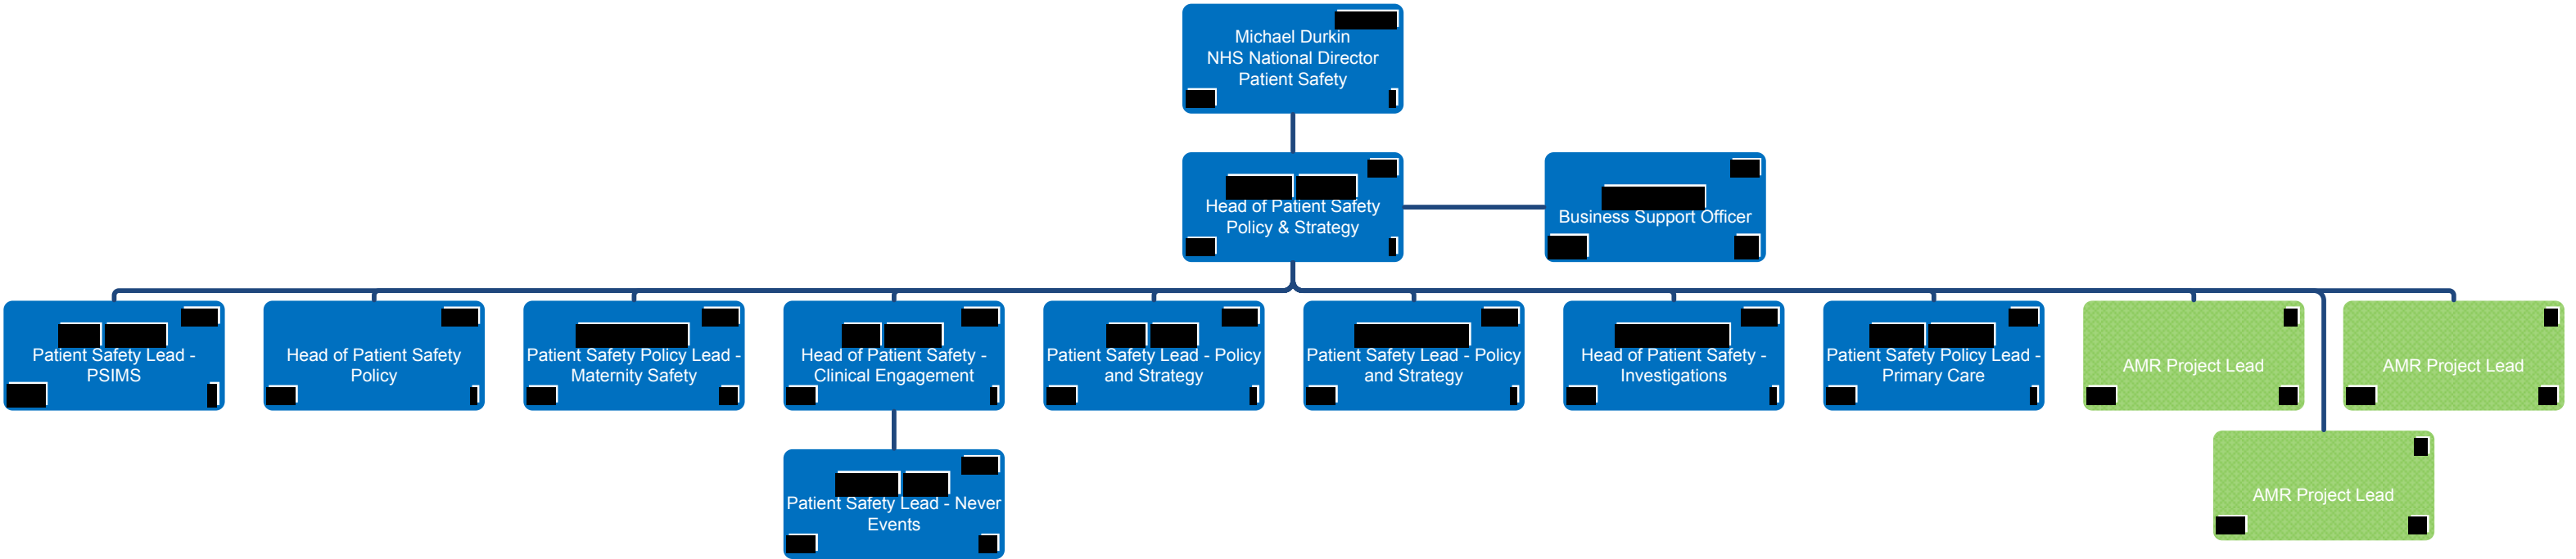 Michael Durkin
NHS National Director
Patient Safety
Head of Patient Safety
Policy & Strategy
Business Support Officer
Patient Safety Lead -
PSIMS
Head of Patient Safety
Policy
Patient Safety Policy Lead -
Maternity Safety
Head of Patient Safety -
Clinical Engagement
Patient Safety Lead - Policy
and Strategy
Patient Safety Lead - Policy
and Strategy
Head of Patient Safety -
Investigations
Patient Safety Policy Lead -
Primary Care
AMR Project Lead
AMR Project Lead
Patient Safety Lead - Never
Events
AMR Project Lead